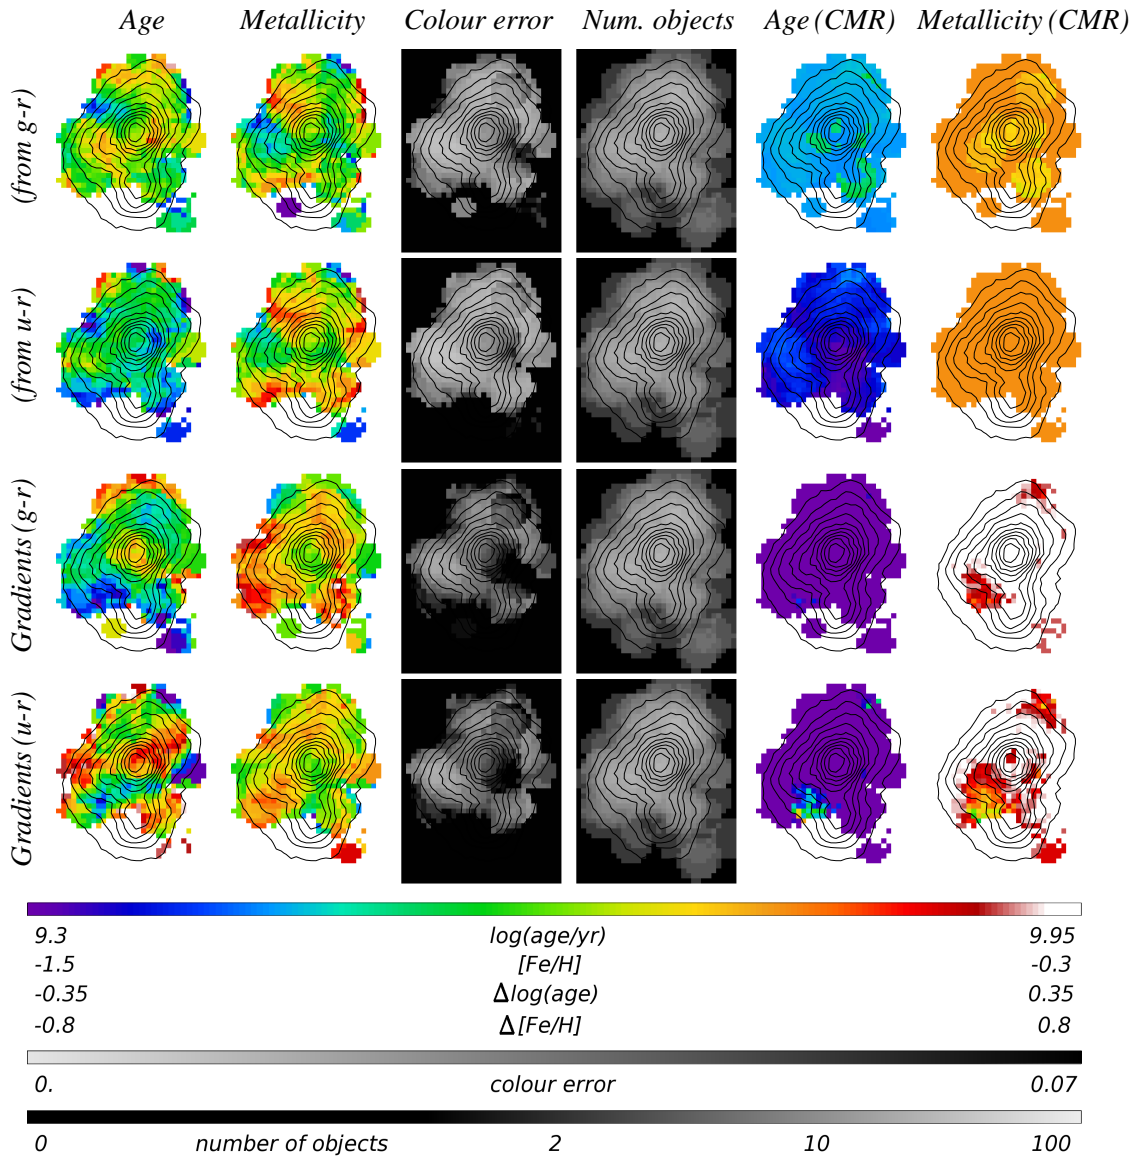 Age Metallicity Colour error Num. objects Age (CMR) Metallicity (CMR)
(from g-r)
(from u-r)
Gradients (g-r)
Gradients (u-r)
9.3 log(age/yr) 9.95
-1.5 [Fe/H] -0.3
-0.35 Δlog(age) 0.35
-0.8 Δ[Fe/H] 0.8
0. colour error 0.07
0 number of objects 2 10 100